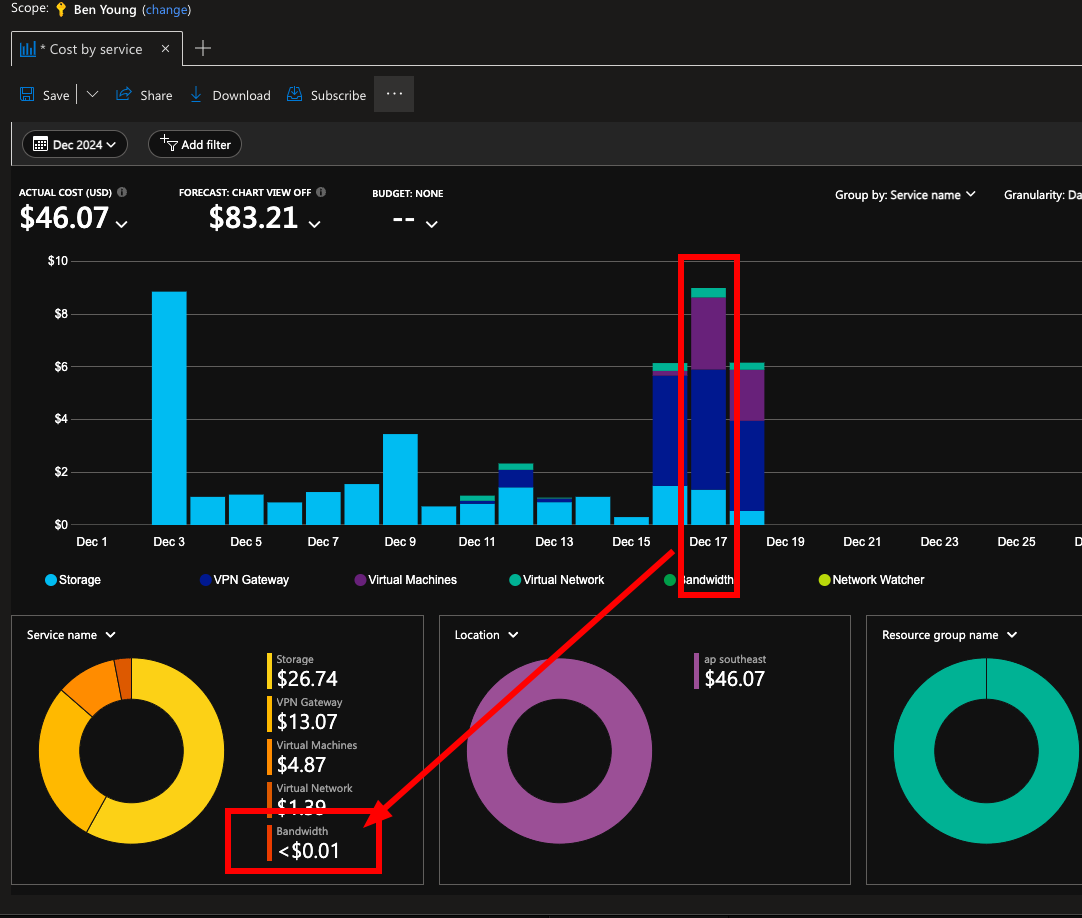 Scope: Ben Young (change)
* Cost by service
Save
Share
Download
Subscribe
Dec 2024
Add filter
ACTUAL COST (USD)
$46.07
FORECAST: CHART VIEW OFF
$83.21
BUDGET: NONE
--
Group by: Service name
Granularity: Da
$10
$8
$6
$4
$2
$0
Dec 1 Dec 3 Dec 5 Dec 7 Dec 9 Dec 11 Dec 13 Dec 15 Dec 17 Dec 19 Dec 21 Dec 23 Dec 25 D
Storage VPN Gateway Virtual Machines Virtual Network Bandwidth Network Watcher
Service name
Storage
$26.74
VPN Gateway
$13.07
Virtual Machines
$4.87
Virtual Network
$1.39
Bandwidth
<$0.01
Location
ap southeast
$46.07
Resource group name